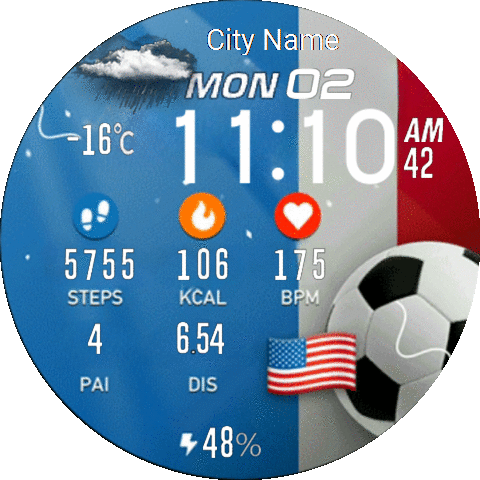 City Name
MON 02
-16°C
11:10
AM
42
5755 106 175
STEPS KCAL BPM
4 6.54
PAI DIS
48%